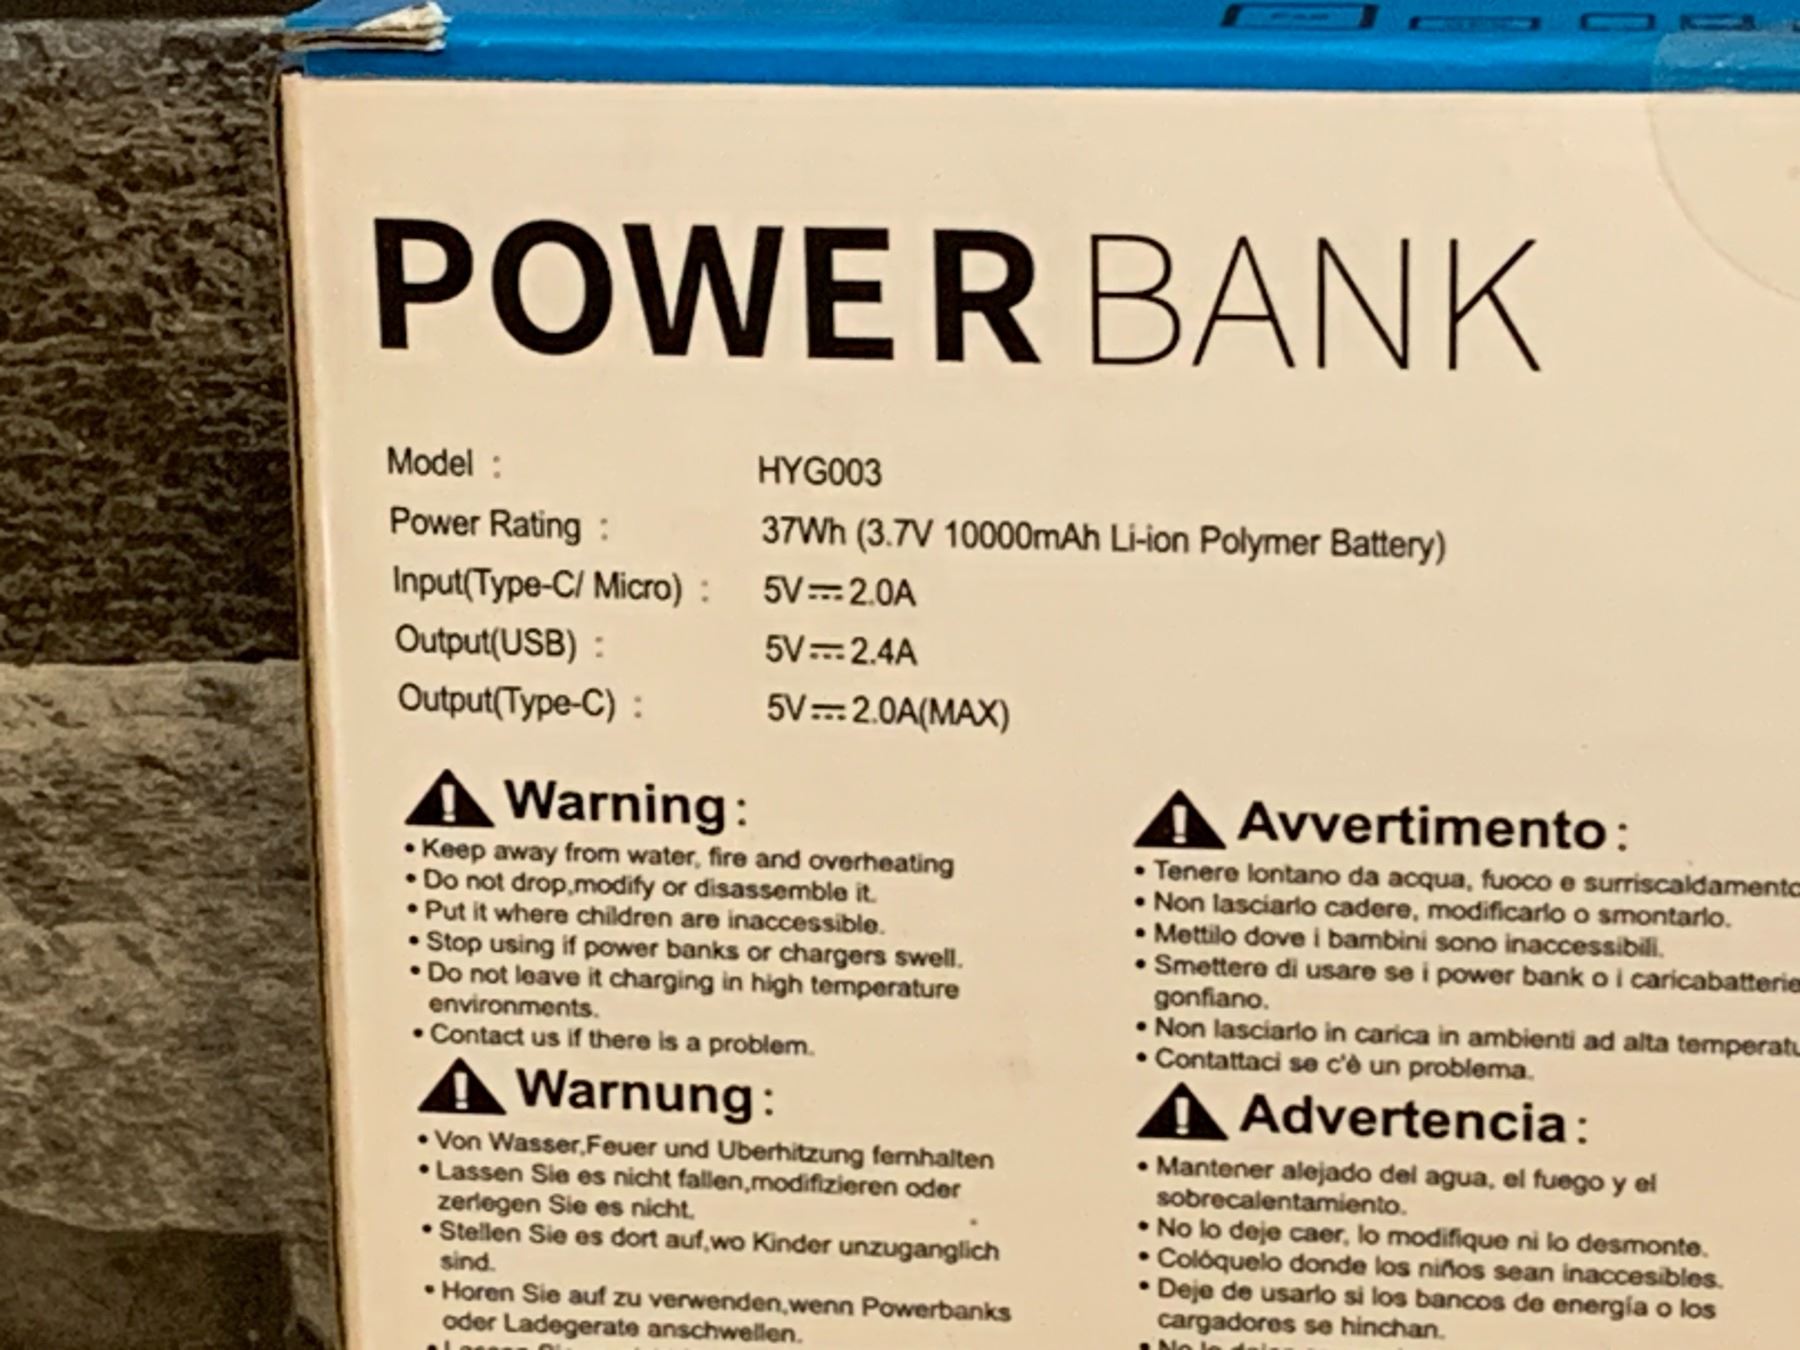 POWER BANK
Model : HYG003
Power Rating : 37Wh (3.7V 10000mAh Li-ion Polymer Battery)
Input(Type-C/ Micro) : 5V⎓2.0A
Output(USB) : 5V⎓2.4A
Output(Type-C) : 5V⎓2.0A(MAX)
Warning:
• Keep away from water, fire and overheating
• Do not drop,modify or disassemble it.
• Put it where children are inaccessible.
• Stop using if power banks or chargers swell.
• Do not leave it charging in high temperature
environments.
• Contact us if there is a problem.
Warnung:
• Von Wasser,Feuer und Uberhitzung fernhalten
• Lassen Sie es nicht fallen,modifizieren oder
zerlegen Sie es nicht.
• Stellen Sie es dort auf,wo Kinder unzuganglich
sind.
• Horen Sie auf zu verwenden,wenn Powerbanks
oder Ladegerate anschwellen.
Avvertimento:
• Tenere lontano da acqua, fuoco e surriscaldamento
• Non lasciarlo cadere, modificarlo o smontarlo.
• Mettilo dove i bambini sono inaccessibili.
• Smettere di usare se i power bank o i caricabatterie
gonfiano.
• Non lasciarlo in carica in ambienti ad alta temperatu
• Contattaci se c'è un problema.
Advertencia:
• Mantener alejado del agua, el fuego y el
sobrecalentamiento.
• No lo deje caer, lo modifique ni lo desmonte.
• Colóquelo donde los niños sean inaccesibles.
• Deje de usarlo si los bancos de energía o los
cargadores se hinchan.